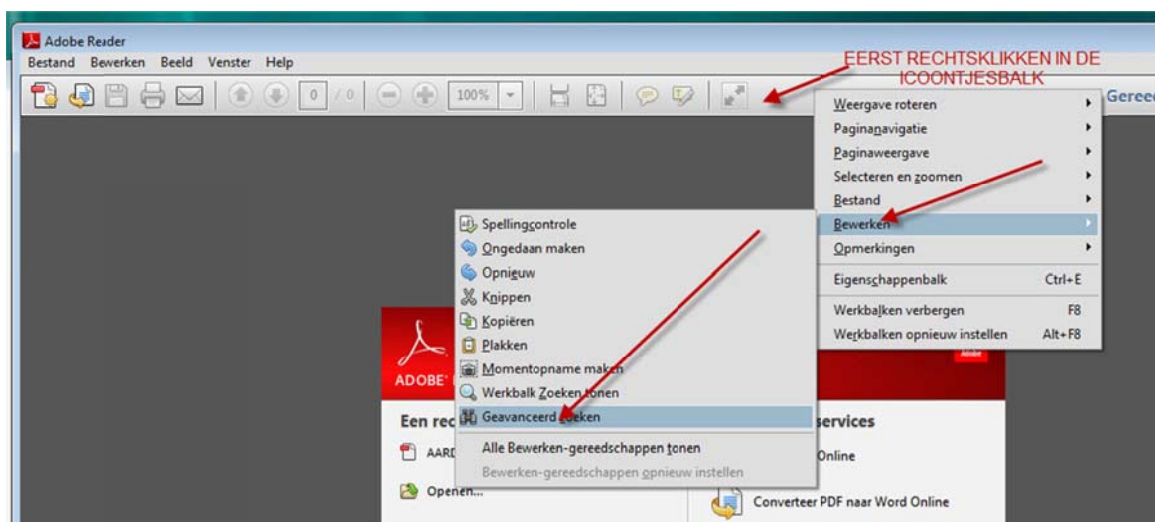 Adobe Reader
Bestand Bewerken Beeld Venster Help
EERST RECHTSKLIKKEN IN DE
ICOONTJESBALK
0 / 0 100%
Weergave roteren
Paginanavigatie
Paginaweergave
Selecteren en zoomen
Bestand
Bewerken
Opmerkingen
Eigenschappenbalk Ctrl+E
Werkbalken verbergen F8
Werkbalken opnieuw instellen Alt+F8
Spellingcontrole
Ongedaan maken
Opnieuw
Knippen
Kopiëren
Plakken
Momentopname maken
Werkbalk Zoeken tonen
Geavanceerd zoeken
Alle Bewerken-gereedschappen tonen
Bewerken-gereedschappen opnieuw instellen
ADOBE®
Adobe
Een rec
services
AARD
Online
Openen...
Converteer PDF naar Word Online